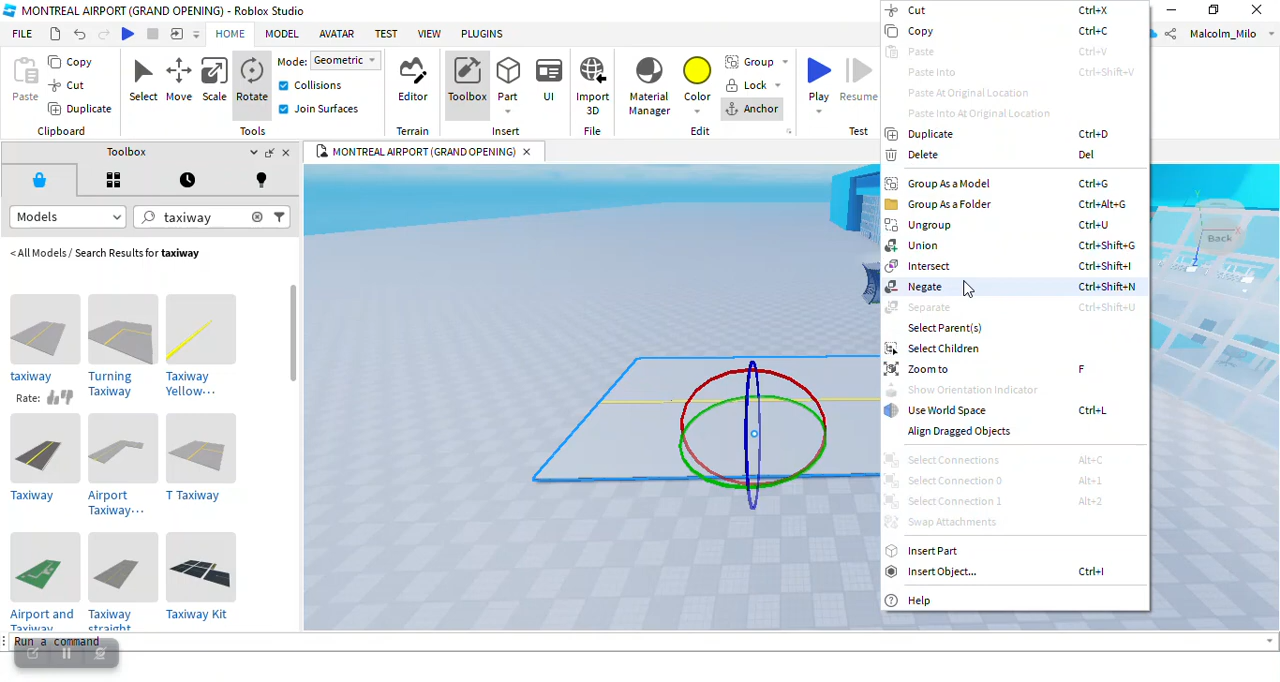 MONTREAL AIRPORT (GRAND OPENING) - Roblox Studio
FILE
HOME
MODEL
AVATAR
TEST
VIEW
PLUGINS
Malcolm_Milo
Paste
Copy
Cut
Duplicate
Clipboard
Select
Move
Scale
Rotate
Mode: Geometric
Collisions
Join Surfaces
Tools
Editor
Terrain
Toolbox
Part
UI
Insert
Import
3D
File
Material
Manager
Color
Group
Lock
Anchor
Edit
Play
Resume
Test
Toolbox
MONTREAL AIRPORT (GRAND OPENING)
Models
taxiway
< All Models / Search Results for taxiway
taxiway
Rate:
Turning
Taxiway
Taxiway
Yellow…
Taxiway
Airport
Taxiway…
T Taxiway
Airport and
Taxiway
Taxiway
straight
Taxiway Kit
Run a command
Cut Ctrl+X
Copy Ctrl+C
Paste Ctrl+V
Paste Into Ctrl+Shift+V
Paste At Original Location
Paste Into At Original Location
Duplicate Ctrl+D
Delete Del
Group As a Model Ctrl+G
Group As a Folder Ctrl+Alt+G
Ungroup Ctrl+U
Union Ctrl+Shift+G
Intersect Ctrl+Shift+I
Negate Ctrl+Shift+N
Separate Ctrl+Shift+U
Select Parent(s)
Select Children
Zoom to F
Show Orientation Indicator
Use World Space Ctrl+L
Align Dragged Objects
Select Connections Alt+C
Select Connection 0 Alt+1
Select Connection 1 Alt+2
Swap Attachments
Insert Part
Insert Object... Ctrl+I
Help
Y
Back
X
Z